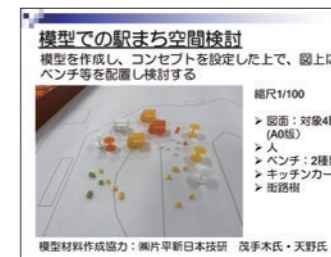 模型での駅まち空間検討
模型を作成し、コンセプトを設定した上で、図上に
ベンチ等を配置し検討する
縮尺1/100
➢ 図面：対象4
(A0版)
➢ 人
➢ ベンチ：2種
➢ キッチンカー
➢ 街路樹
模型材料作成協力：㈱片平新日本技研 茂手木氏・天野氏